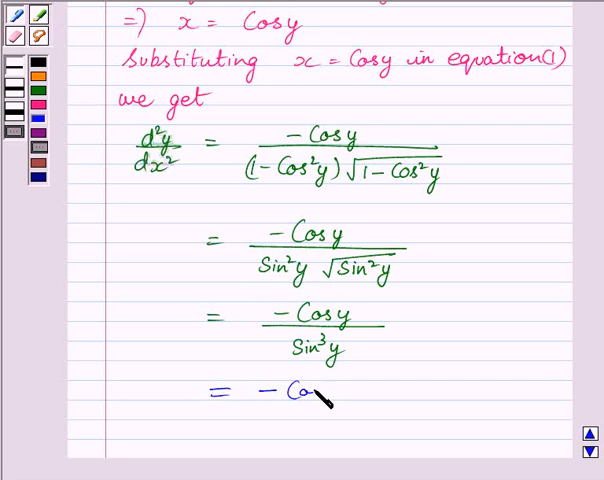 =) x = Cosy
Substituting x = Cosy in equation(1)
we get
d²y/dx² = -Cosy/(1-Cos²y)√1-Cos²y
= -Cosy/Sin²y √Sin²y
= -Cosy/Sin³y
= - Co